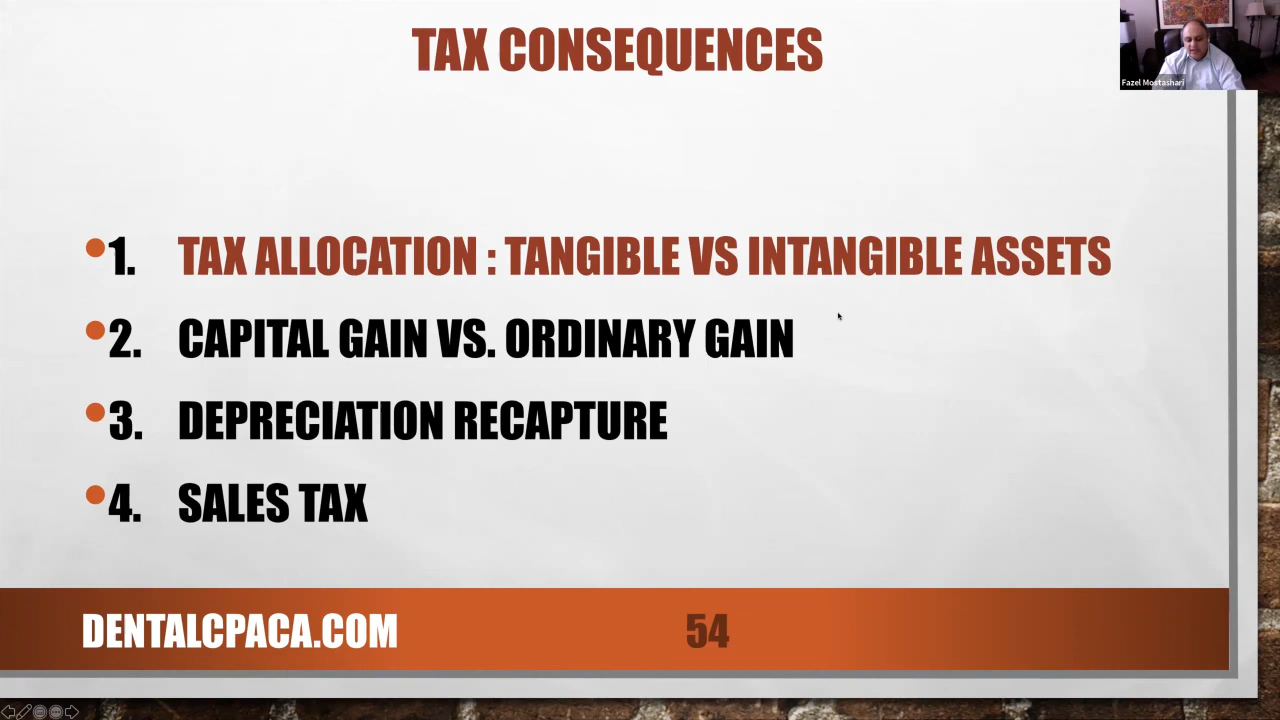 TAX CONSEQUENCES
Fazel Mostashari
•1. TAX ALLOCATION : TANGIBLE VS INTANGIBLE ASSETS
•2. CAPITAL GAIN VS. ORDINARY GAIN
•3. DEPRECIATION RECAPTURE
•4. SALES TAX
DENTALCPACA.COM 54